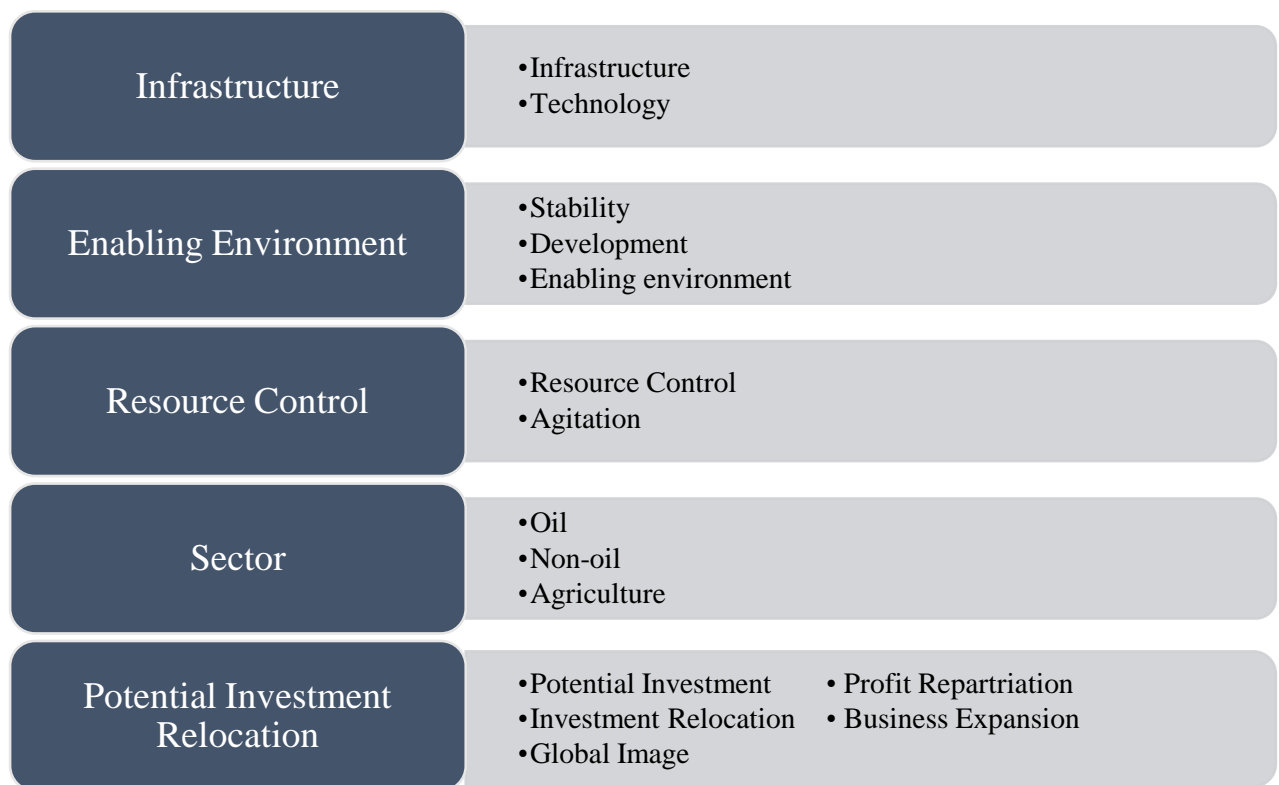 Infrastructure
•Infrastructure
•Technology
Enabling Environment
•Stability
•Development
•Enabling environment
Resource Control
•Resource Control
•Agitation
Sector
•Oil
•Non-oil
•Agriculture
Potential Investment
Relocation
•Potential Investment
•Investment Relocation
•Global Image
• Profit Repartriation
• Business Expansion